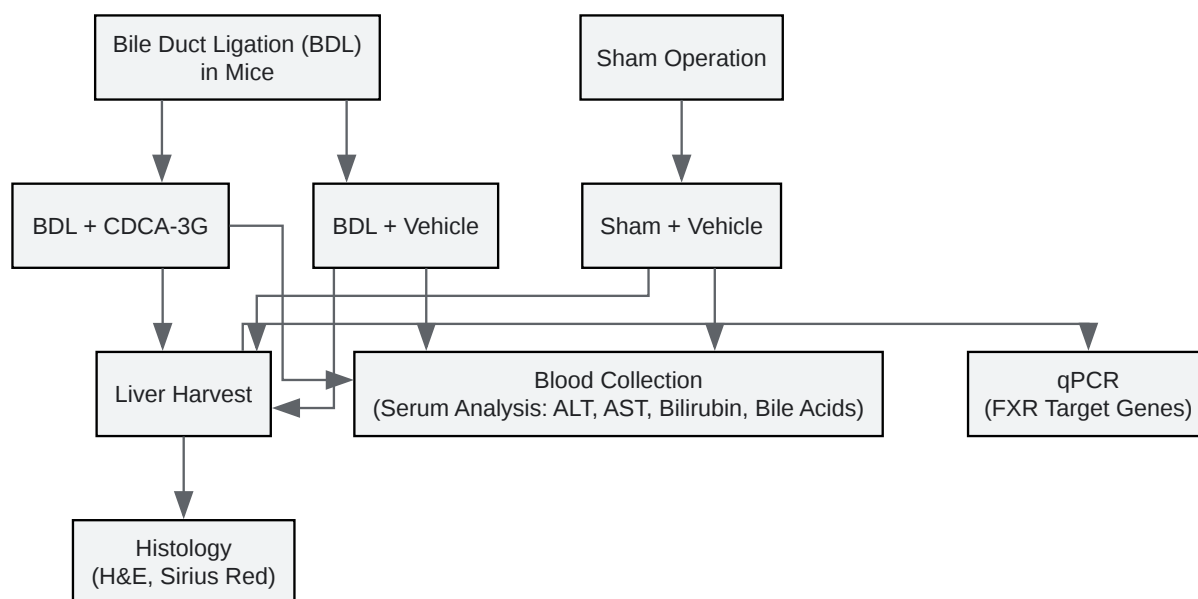 Bile Duct Ligation (BDL)
in Mice
Sham Operation
BDL + CDCA-3G
BDL + Vehicle
Sham + Vehicle
Liver Harvest
Blood Collection
(Serum Analysis: ALT, AST, Bilirubin, Bile Acids)
qPCR
(FXR Target Genes)
Histology
(H&E, Sirius Red)